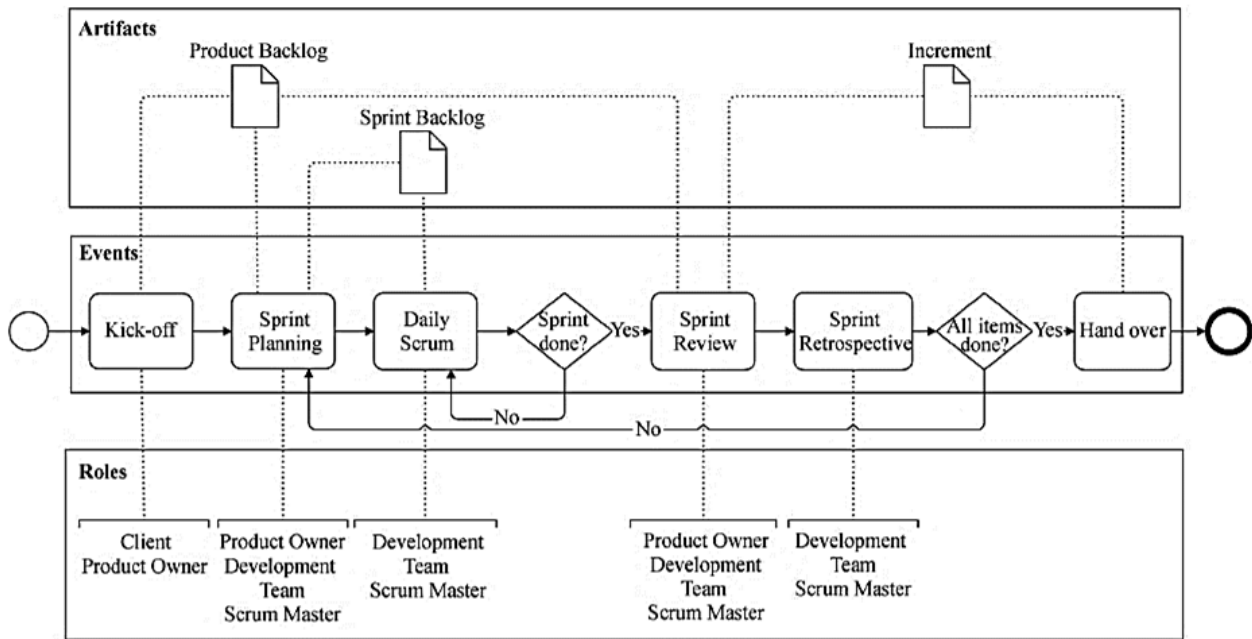 Artifacts
Product Backlog
Increment
Sprint Backlog
Events
Kick-off
Sprint
Planning
Daily
Scrum
Sprint
done?
Yes
Sprint
Review
Sprint
Retrospective
All items
done?
Yes
Hand over
No
No
Roles
Client
Product Owner
Product Owner
Development
Team
Scrum Master
Development
Team
Scrum Master
Product Owner
Development
Team
Scrum Master
Development
Team
Scrum Master